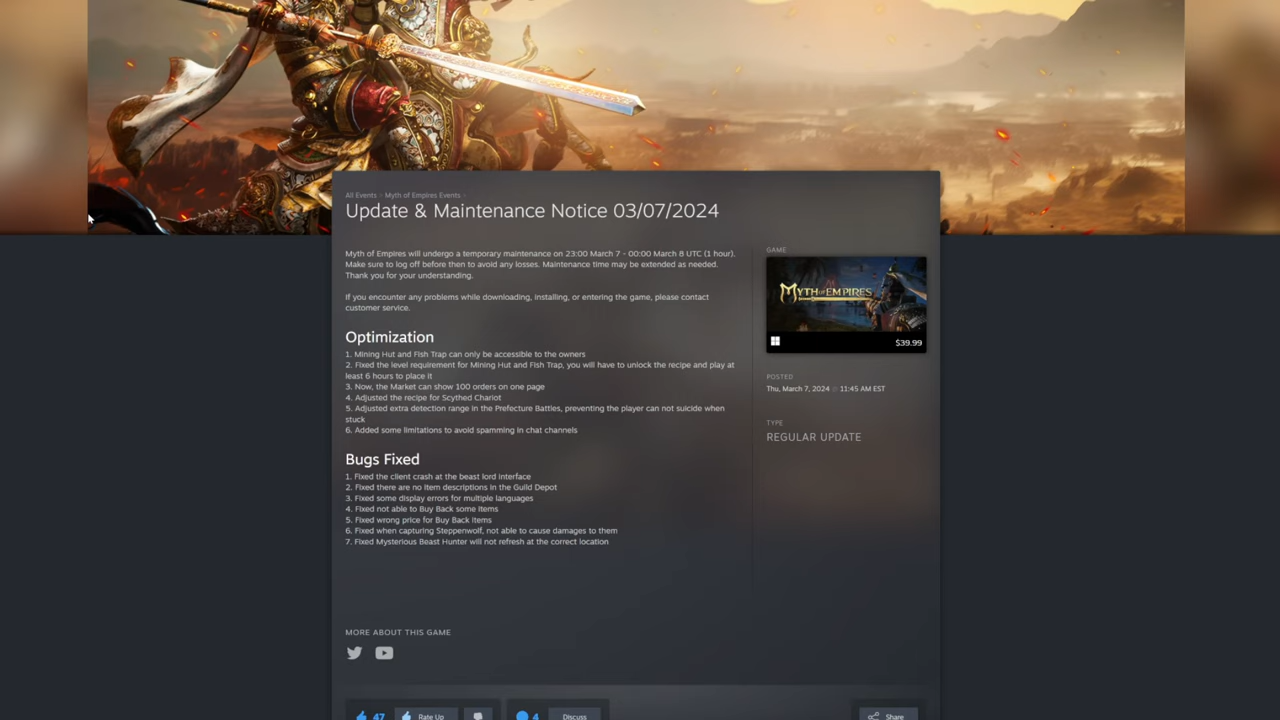 All Events > Myth of Empires Events >
Update & Maintenance Notice 03/07/2024
Myth of Empires will undergo a temporary maintenance on 23:00 March 7 - 00:00 March 8 UTC (1 hour).
Make sure to log off before then to avoid any losses. Maintenance time may be extended as needed.
Thank you for your understanding.
If you encounter any problems while downloading, installing, or entering the game, please contact
customer service.
Optimization
1. Mining Hut and Fish Trap can only be accessible to the owners
2. Fixed the level requirement for Mining Hut and Fish Trap, you will have to unlock the recipe and play at
least 6 hours to place it
3. Now, the Market can show 100 orders on one page
4. Adjusted the recipe for Scythed Chariot
5. Adjusted extra detection range in the Prefecture Battles, preventing the player can not suicide when
stuck
6. Added some limitations to avoid spamming in chat channels
Bugs Fixed
1. Fixed the client crash at the beast lord interface
2. Fixed there are no item descriptions in the Guild Depot
3. Fixed some display errors for multiple languages
4. Fixed not able to Buy Back some items
5. Fixed wrong price for Buy Back items
6. Fixed when capturing Steppenwolf, not able to cause damages to them
7. Fixed Mysterious Beast Hunter will not refresh at the correct location
GAME
MYTH OF EMPIRES
$39.99
POSTED
Thu, March 7, 2024 @ 11:45 AM EST
TYPE
REGULAR UPDATE
MORE ABOUT THIS GAME
47 Rate Up 4 Discuss Share